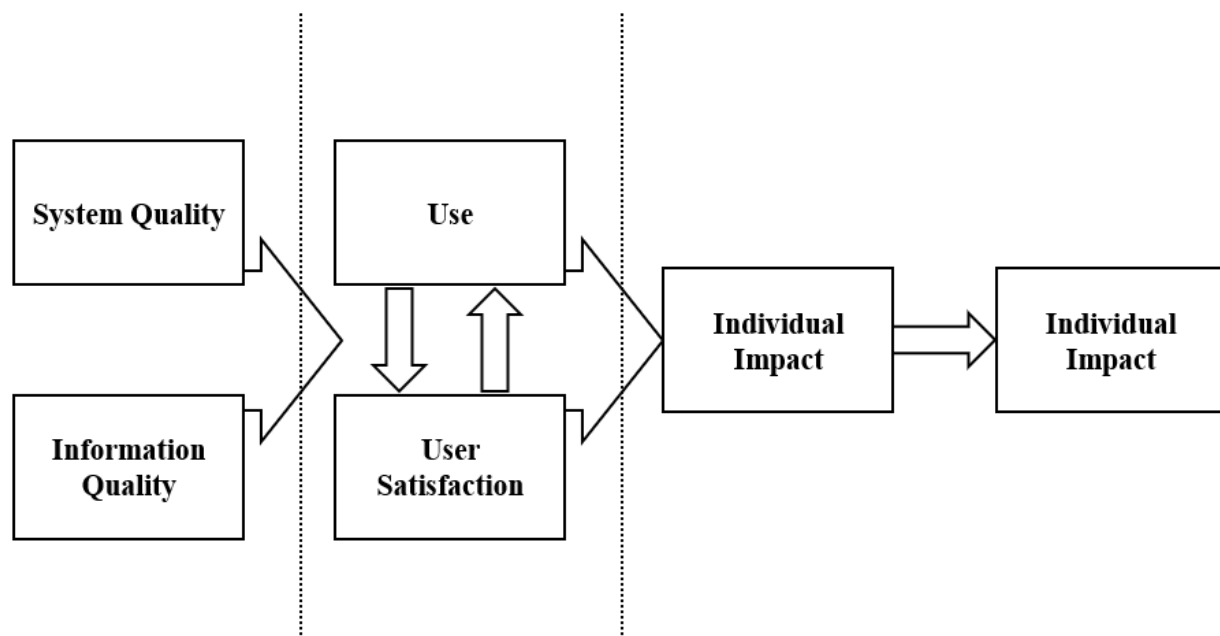 System Quality
Use
Individual
Impact
Individual
Impact
Information
Quality
User
Satisfaction